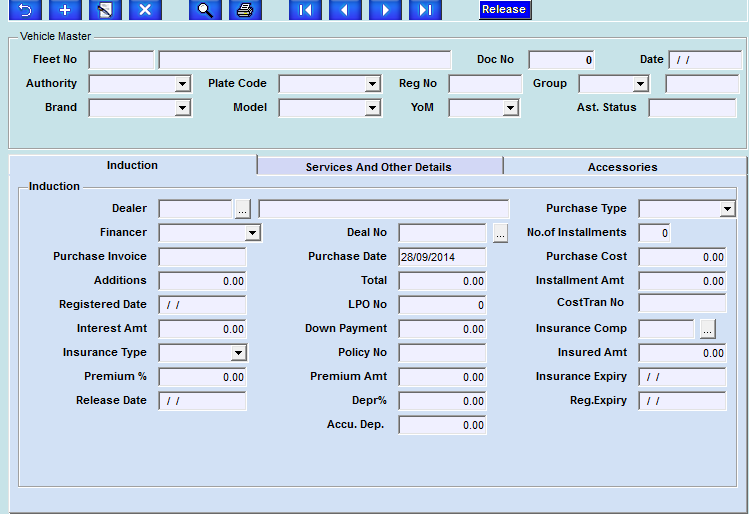 Release
Vehicle Master
Fleet No Doc No 0 Date / /
Authority Plate Code Reg No Group
Brand Model YoM Ast. Status
Induction Services And Other Details Accessories
Induction
Dealer ... Purchase Type
Financer Deal No ... No.of Installments 0
Purchase Invoice Purchase Date 28/09/2014 Purchase Cost 0.00
Additions 0.00 Total 0.00 Installment Amt 0.00
Registered Date / / LPO No 0 CostTran No
Interest Amt 0.00 Down Payment 0.00 Insurance Comp ...
Insurance Type Policy No Insured Amt 0.00
Premium % 0.00 Premium Amt 0.00 Insurance Expiry / /
Release Date / / Depr% 0.00 Reg.Expiry / /
Accu. Dep. 0.00